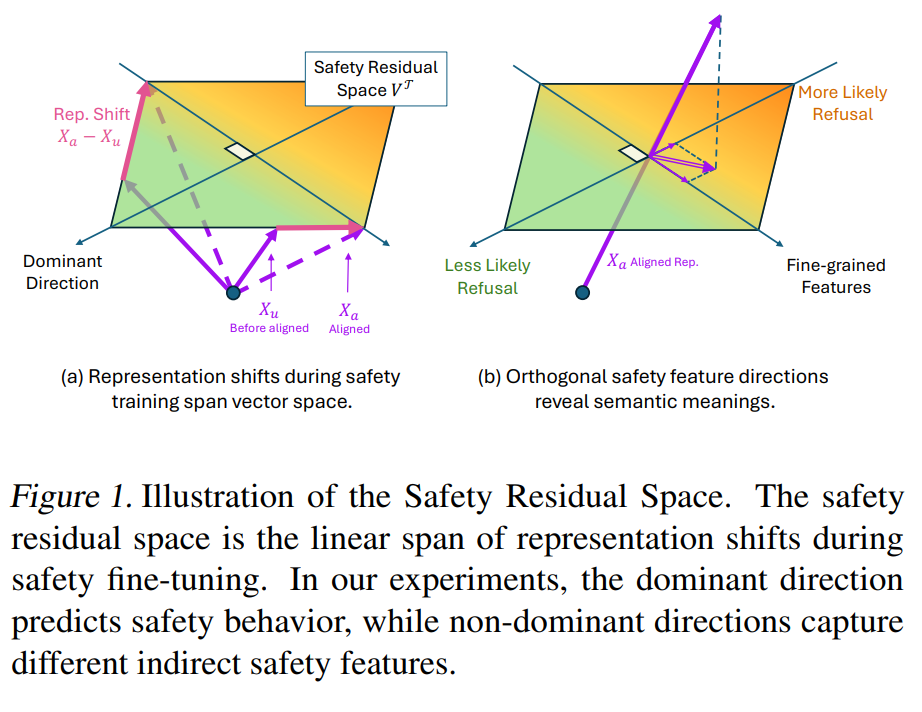 Safety Residual
Space V^𝒯
Rep. Shift
X_a − X_u
Dominant
Direction
X_u
Before aligned
X_a
Aligned
More Likely
Refusal
Less Likely
Refusal
X_a Aligned Rep.
Fine-grained
Features
(a) Representation shifts during safety
training span vector space.
(b) Orthogonal safety feature directions
reveal semantic meanings.
Figure 1. Illustration of the Safety Residual Space. The safety
residual space is the linear span of representation shifts during
safety fine-tuning. In our experiments, the dominant direction
predicts safety behavior, while non-dominant directions capture
different indirect safety features.